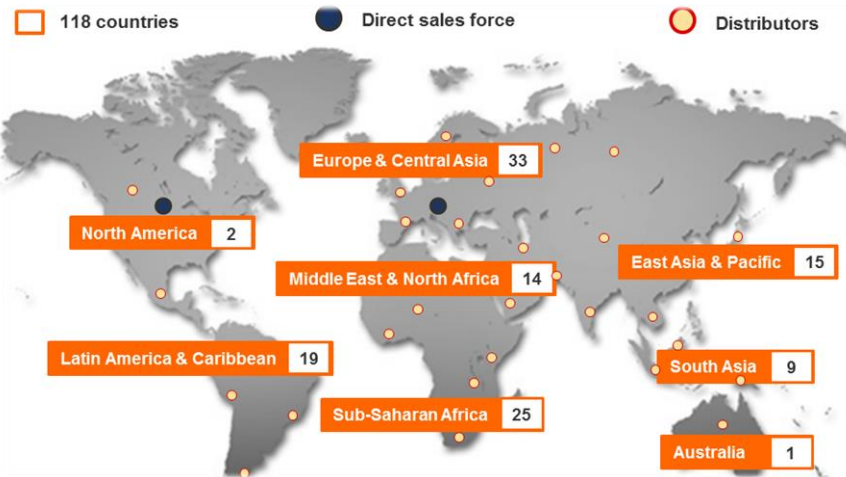 118 countries
Direct sales force
Distributors
Europe & Central Asia 33
North America 2
East Asia & Pacific 15
Middle East & North Africa 14
Latin America & Caribbean 19
South Asia 9
Sub-Saharan Africa 25
Australia 1